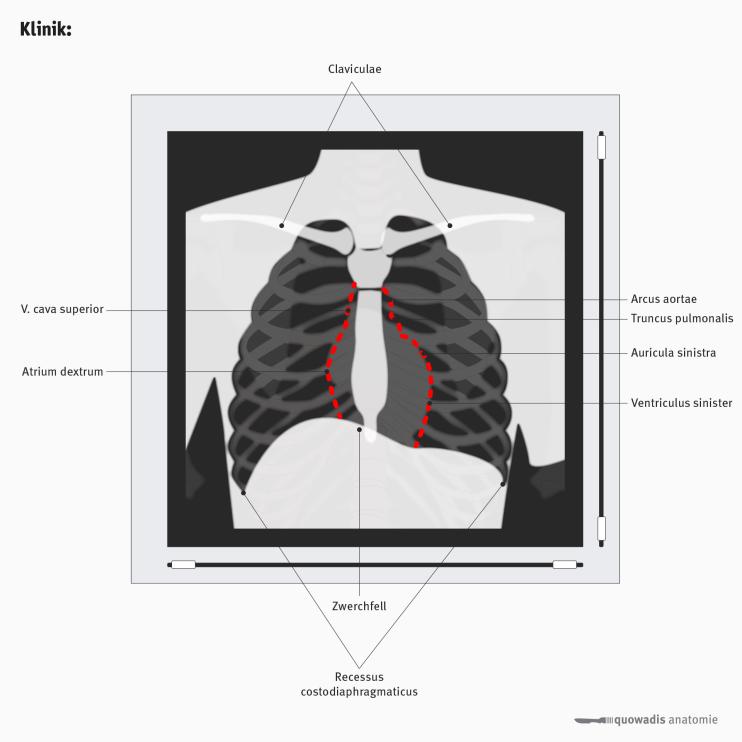 Klinik:
Claviculae
V. cava superior
Atrium dextrum
Arcus aortae
Truncus pulmonalis
Auricula sinistra
Ventriculus sinister
Zwerchfell
Recessus
costodiaphragmaticus
quowadis anatomie